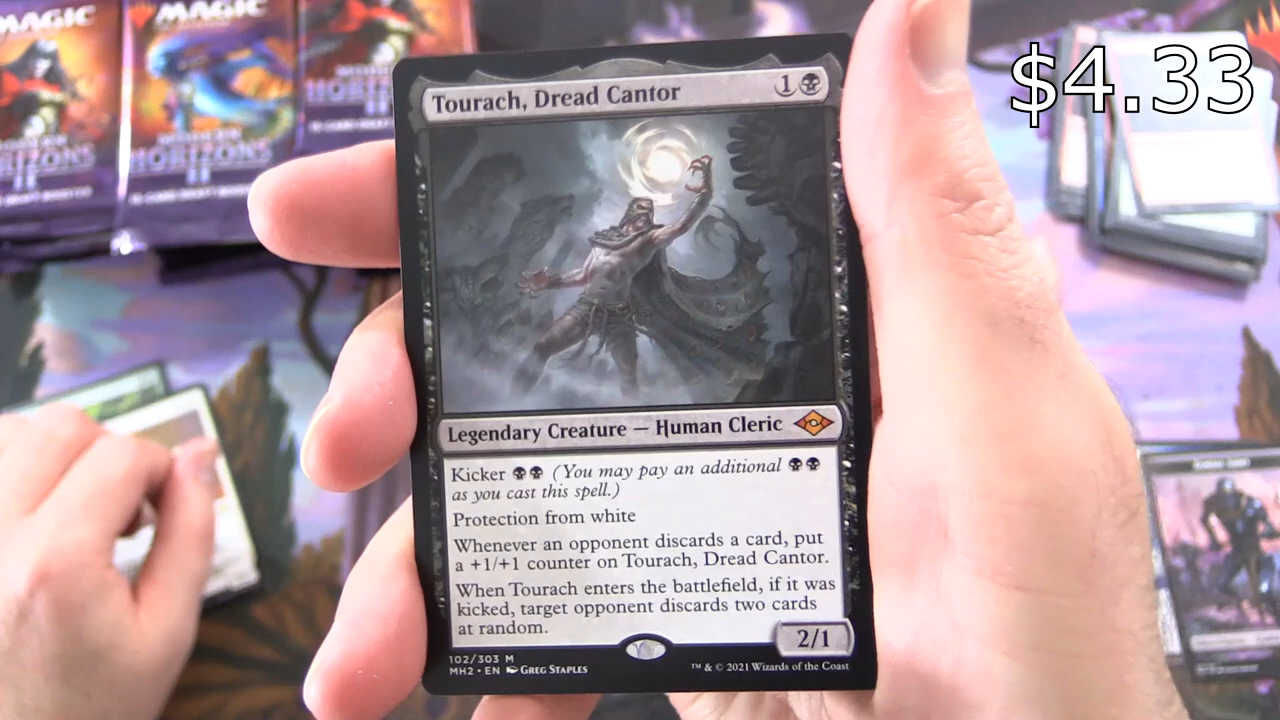 MAGIC
MAGIC
HORIZONS
II
MODERN
HORIZONS
II
$4.33
Tourach, Dread Cantor 1
Legendary Creature — Human Cleric
Kicker (You may pay an additional
as you cast this spell.)
Protection from white
Whenever an opponent discards a card, put
a +1/+1 counter on Tourach, Dread Cantor.
When Tourach enters the battlefield, if it was
kicked, target opponent discards two cards
at random.
2/1
102/303 M
MH2 • EN GREG STAPLES
™ & © 2021 Wizards of the Coast